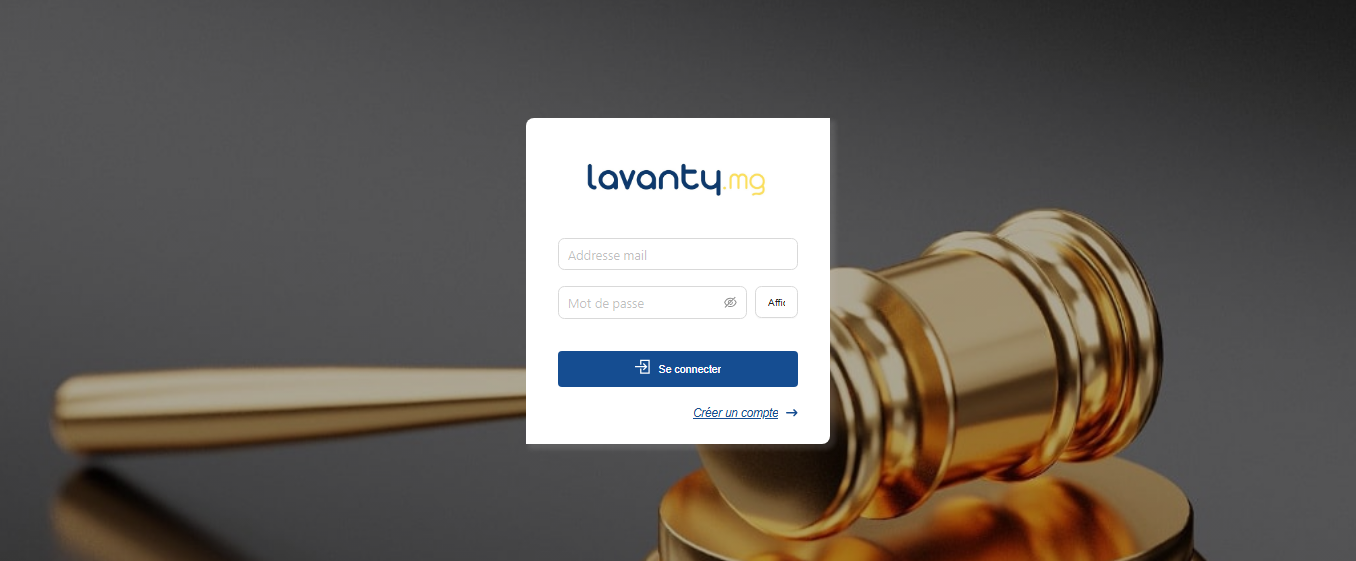 lavanty.mg
Addresse mail
Mot de passe
Affic
Se connecter
Créer un compte